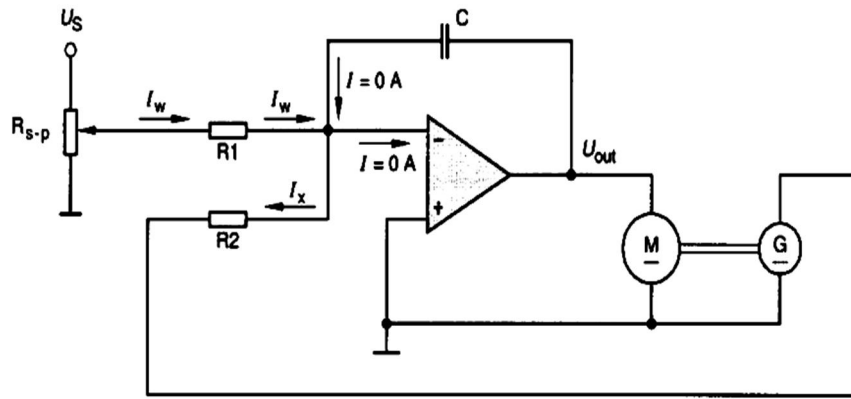 U_S
C
I = 0 A
R_s-p
I_w
I_w
R1
I = 0 A
−
+
U_out
I_x
R2
M
G